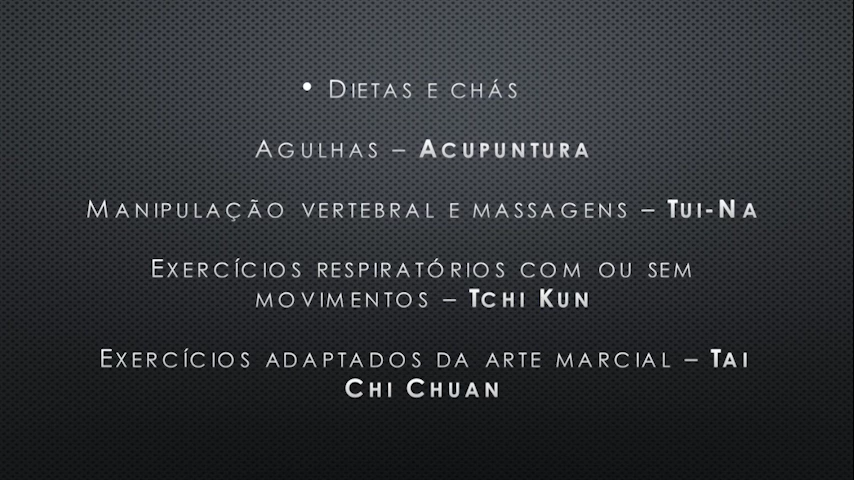 • Dietas e chás
Agulhas – Acupuntura
Manipulação vertebral e massagens – Tui-Na
Exercícios respiratórios com ou sem
movimentos – Tchi Kun
Exercícios adaptados da arte marcial – Tai
Chi Chuan